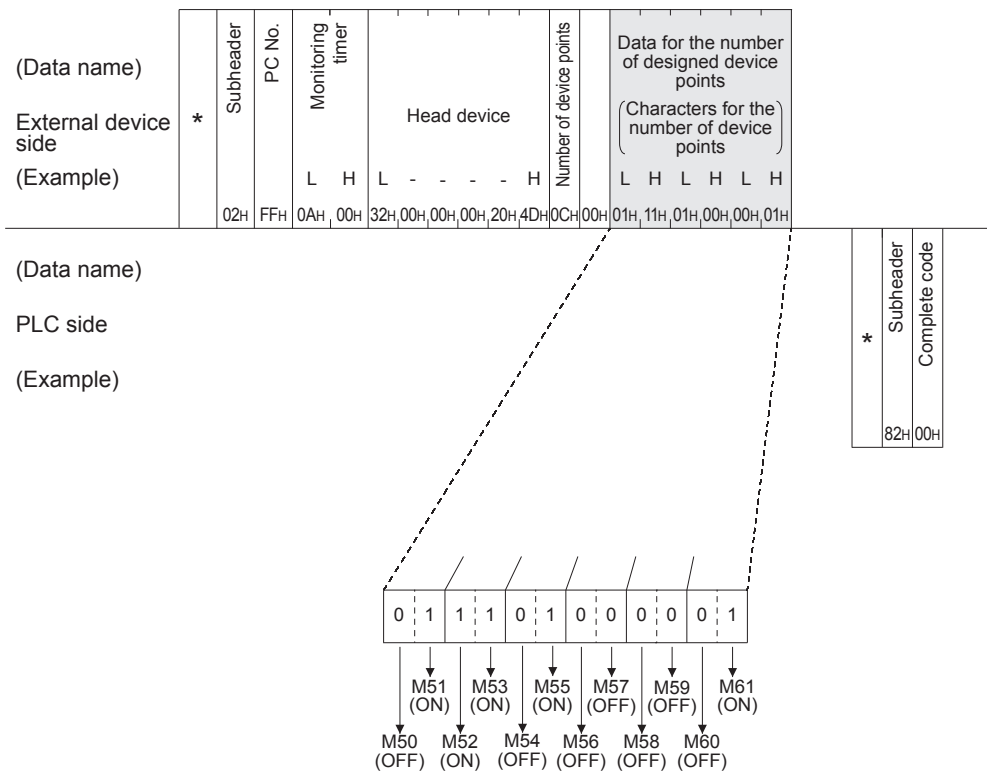 (Data name)
External device
side
(Example)
*
Subheader
PC No.
Monitoring
timer
Head device
Number of device points
Data for the number
of designed device
points
(Characters for the
number of device
points)
L H L - - - - H L H L H L H
02H FFH 0AH 00H 32H 00H 00H 00H 20H 4DH 0CH 00H 01H 11H 01H 00H 00H 01H
(Data name)
PLC side
(Example)
*
Subheader
Complete code
82H 00H
0 1 1 1 0 1 0 0 0 0 0 1
M51 M53 M55 M57 M59 M61
(ON) (ON) (ON) (OFF) (OFF) (ON)
M50 M52 M54 M56 M58 M60
(OFF) (ON) (OFF) (OFF) (OFF) (OFF)